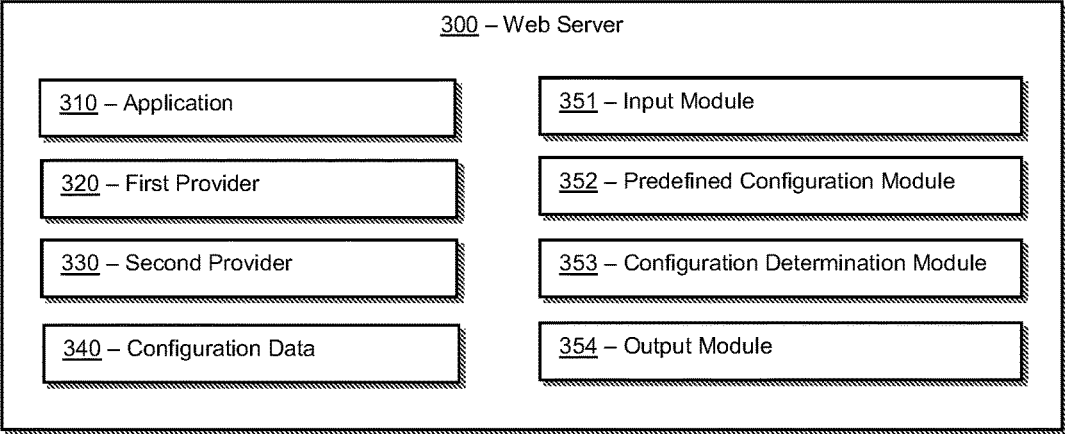 300 – Web Server
310 – Application
320 – First Provider
330 – Second Provider
340 – Configuration Data
351 – Input Module
352 – Predefined Configuration Module
353 – Configuration Determination Module
354 – Output Module